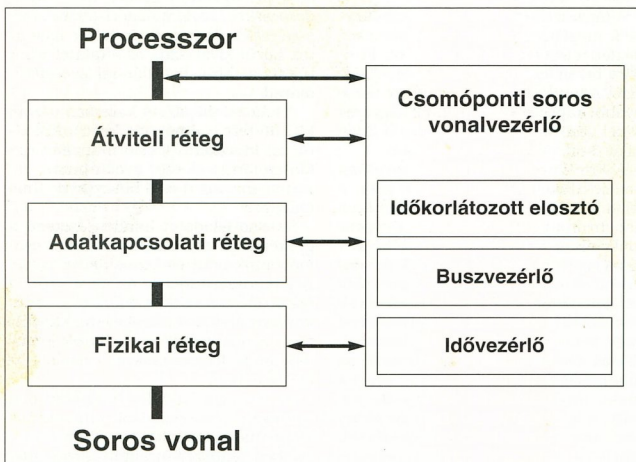 Processzor
Átviteli réteg
Adatkapcsolati réteg
Fizikai réteg
Soros vonal
Csomóponti soros
vonalvezérlő
Időkorlátozott elosztó
Buszvezérlő
Idővezérlő